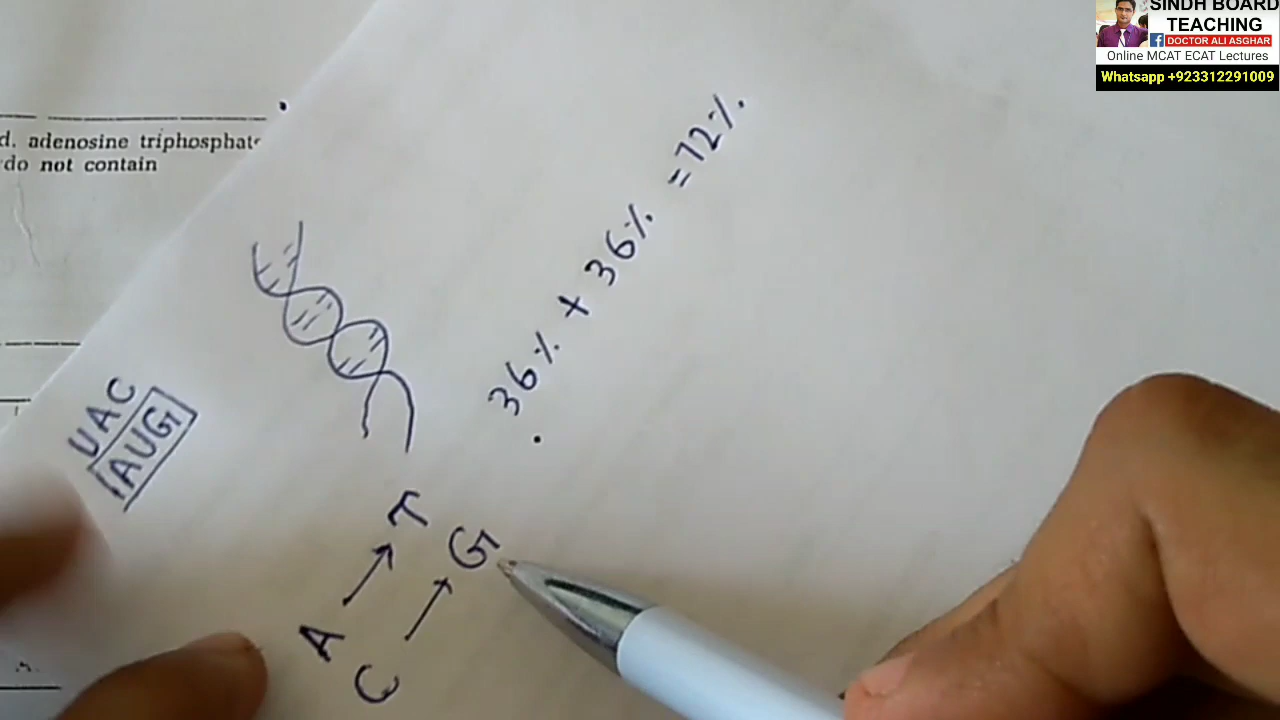 SINDH BOARD
TEACHING
DOCTOR ALI ASGHAR
Online MCAT ECAT Lectures
Whatsapp +923312291009
d. adenosine triphosphate
do not contain
36% + 36% = 72%
UAC
AUG
A → T
C → G